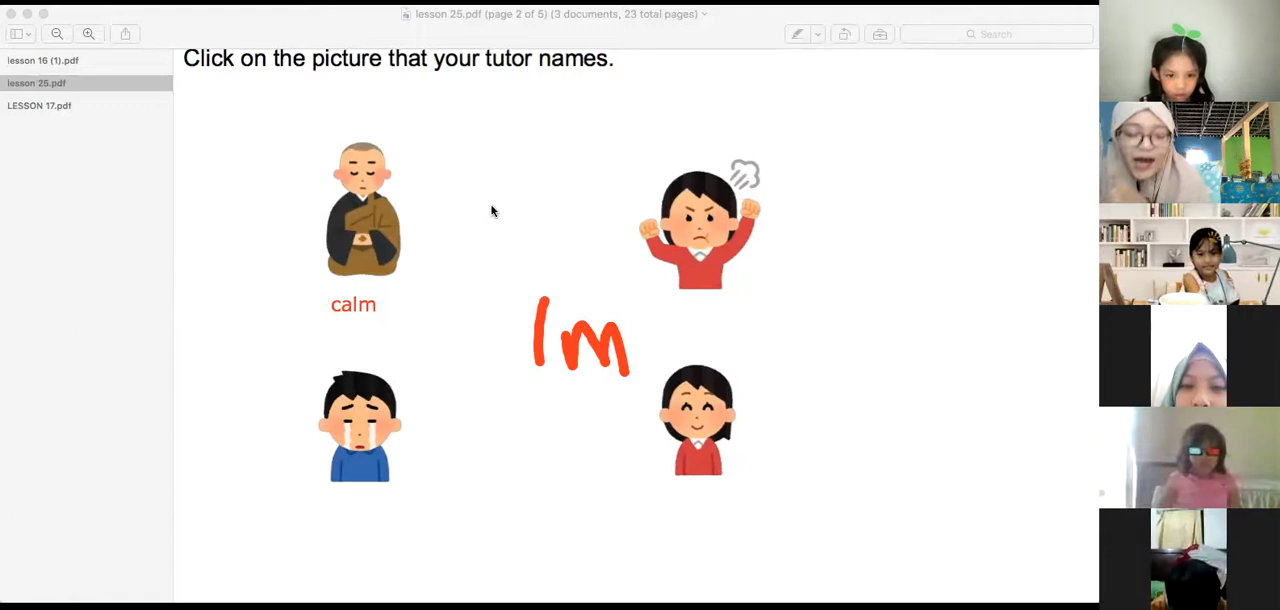 lesson 25.pdf (page 2 of 5) (3 documents, 23 total pages)
Search
lesson 16 (1).pdf
lesson 25.pdf
LESSON 17.pdf
Click on the picture that your tutor names.
calm
Im